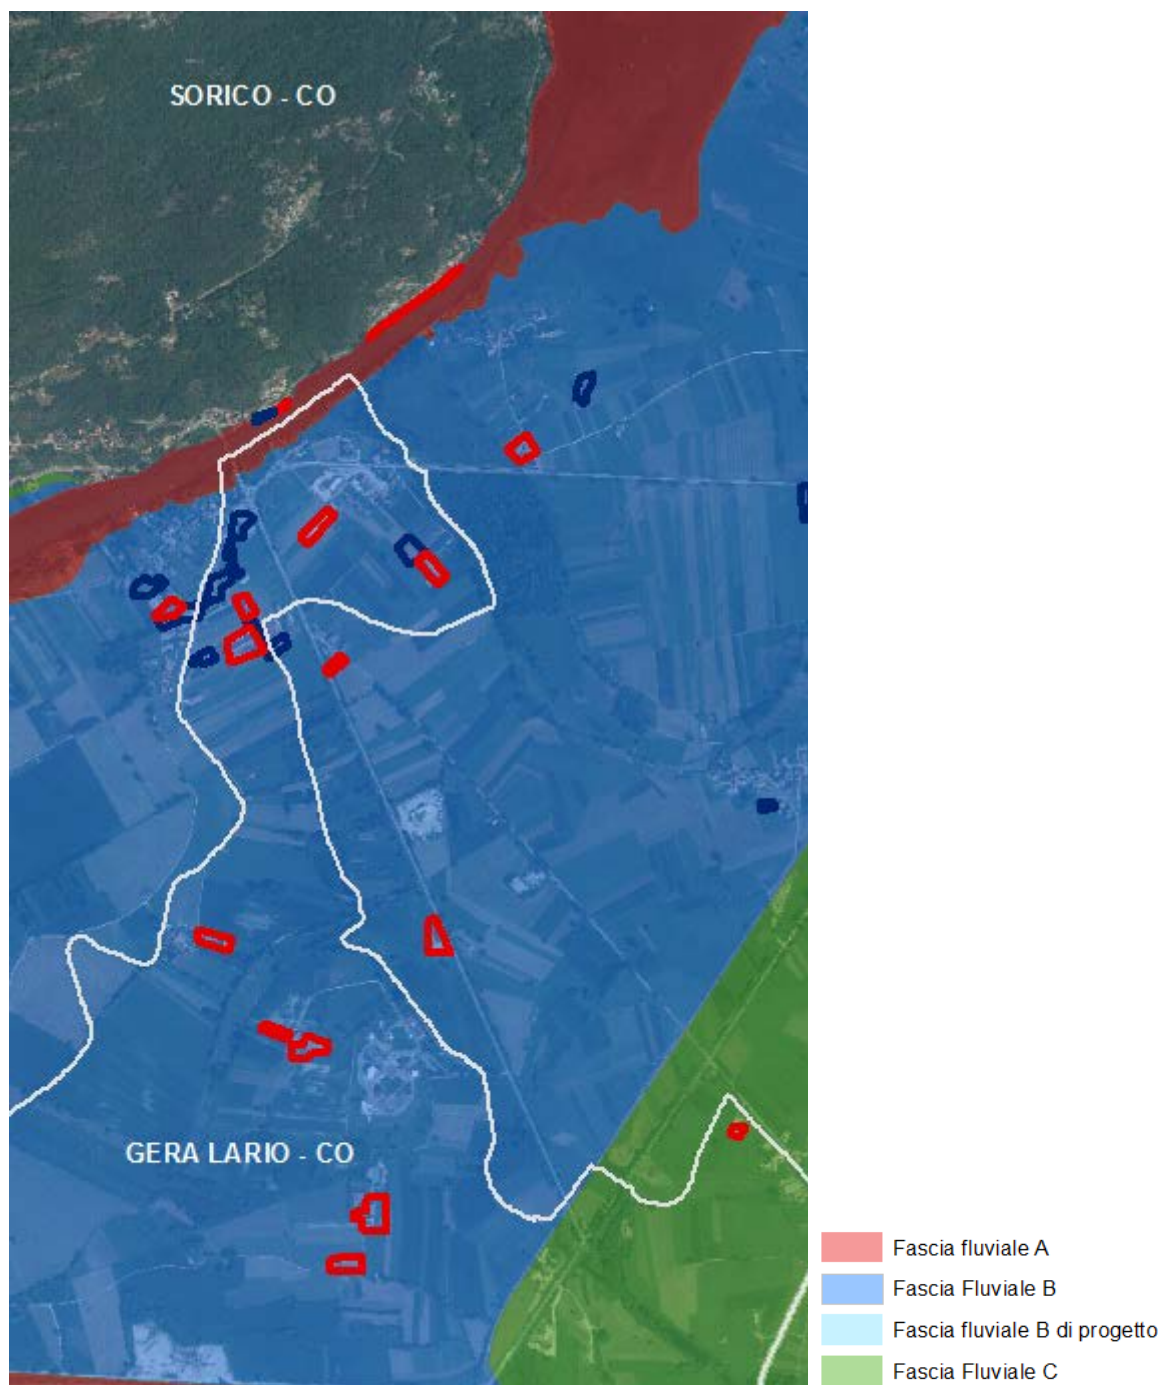 SORICO - CO
GERA LARIO - CO
Fascia fluviale A
Fascia Fluviale B
Fascia fluviale B di progetto
Fascia Fluviale C